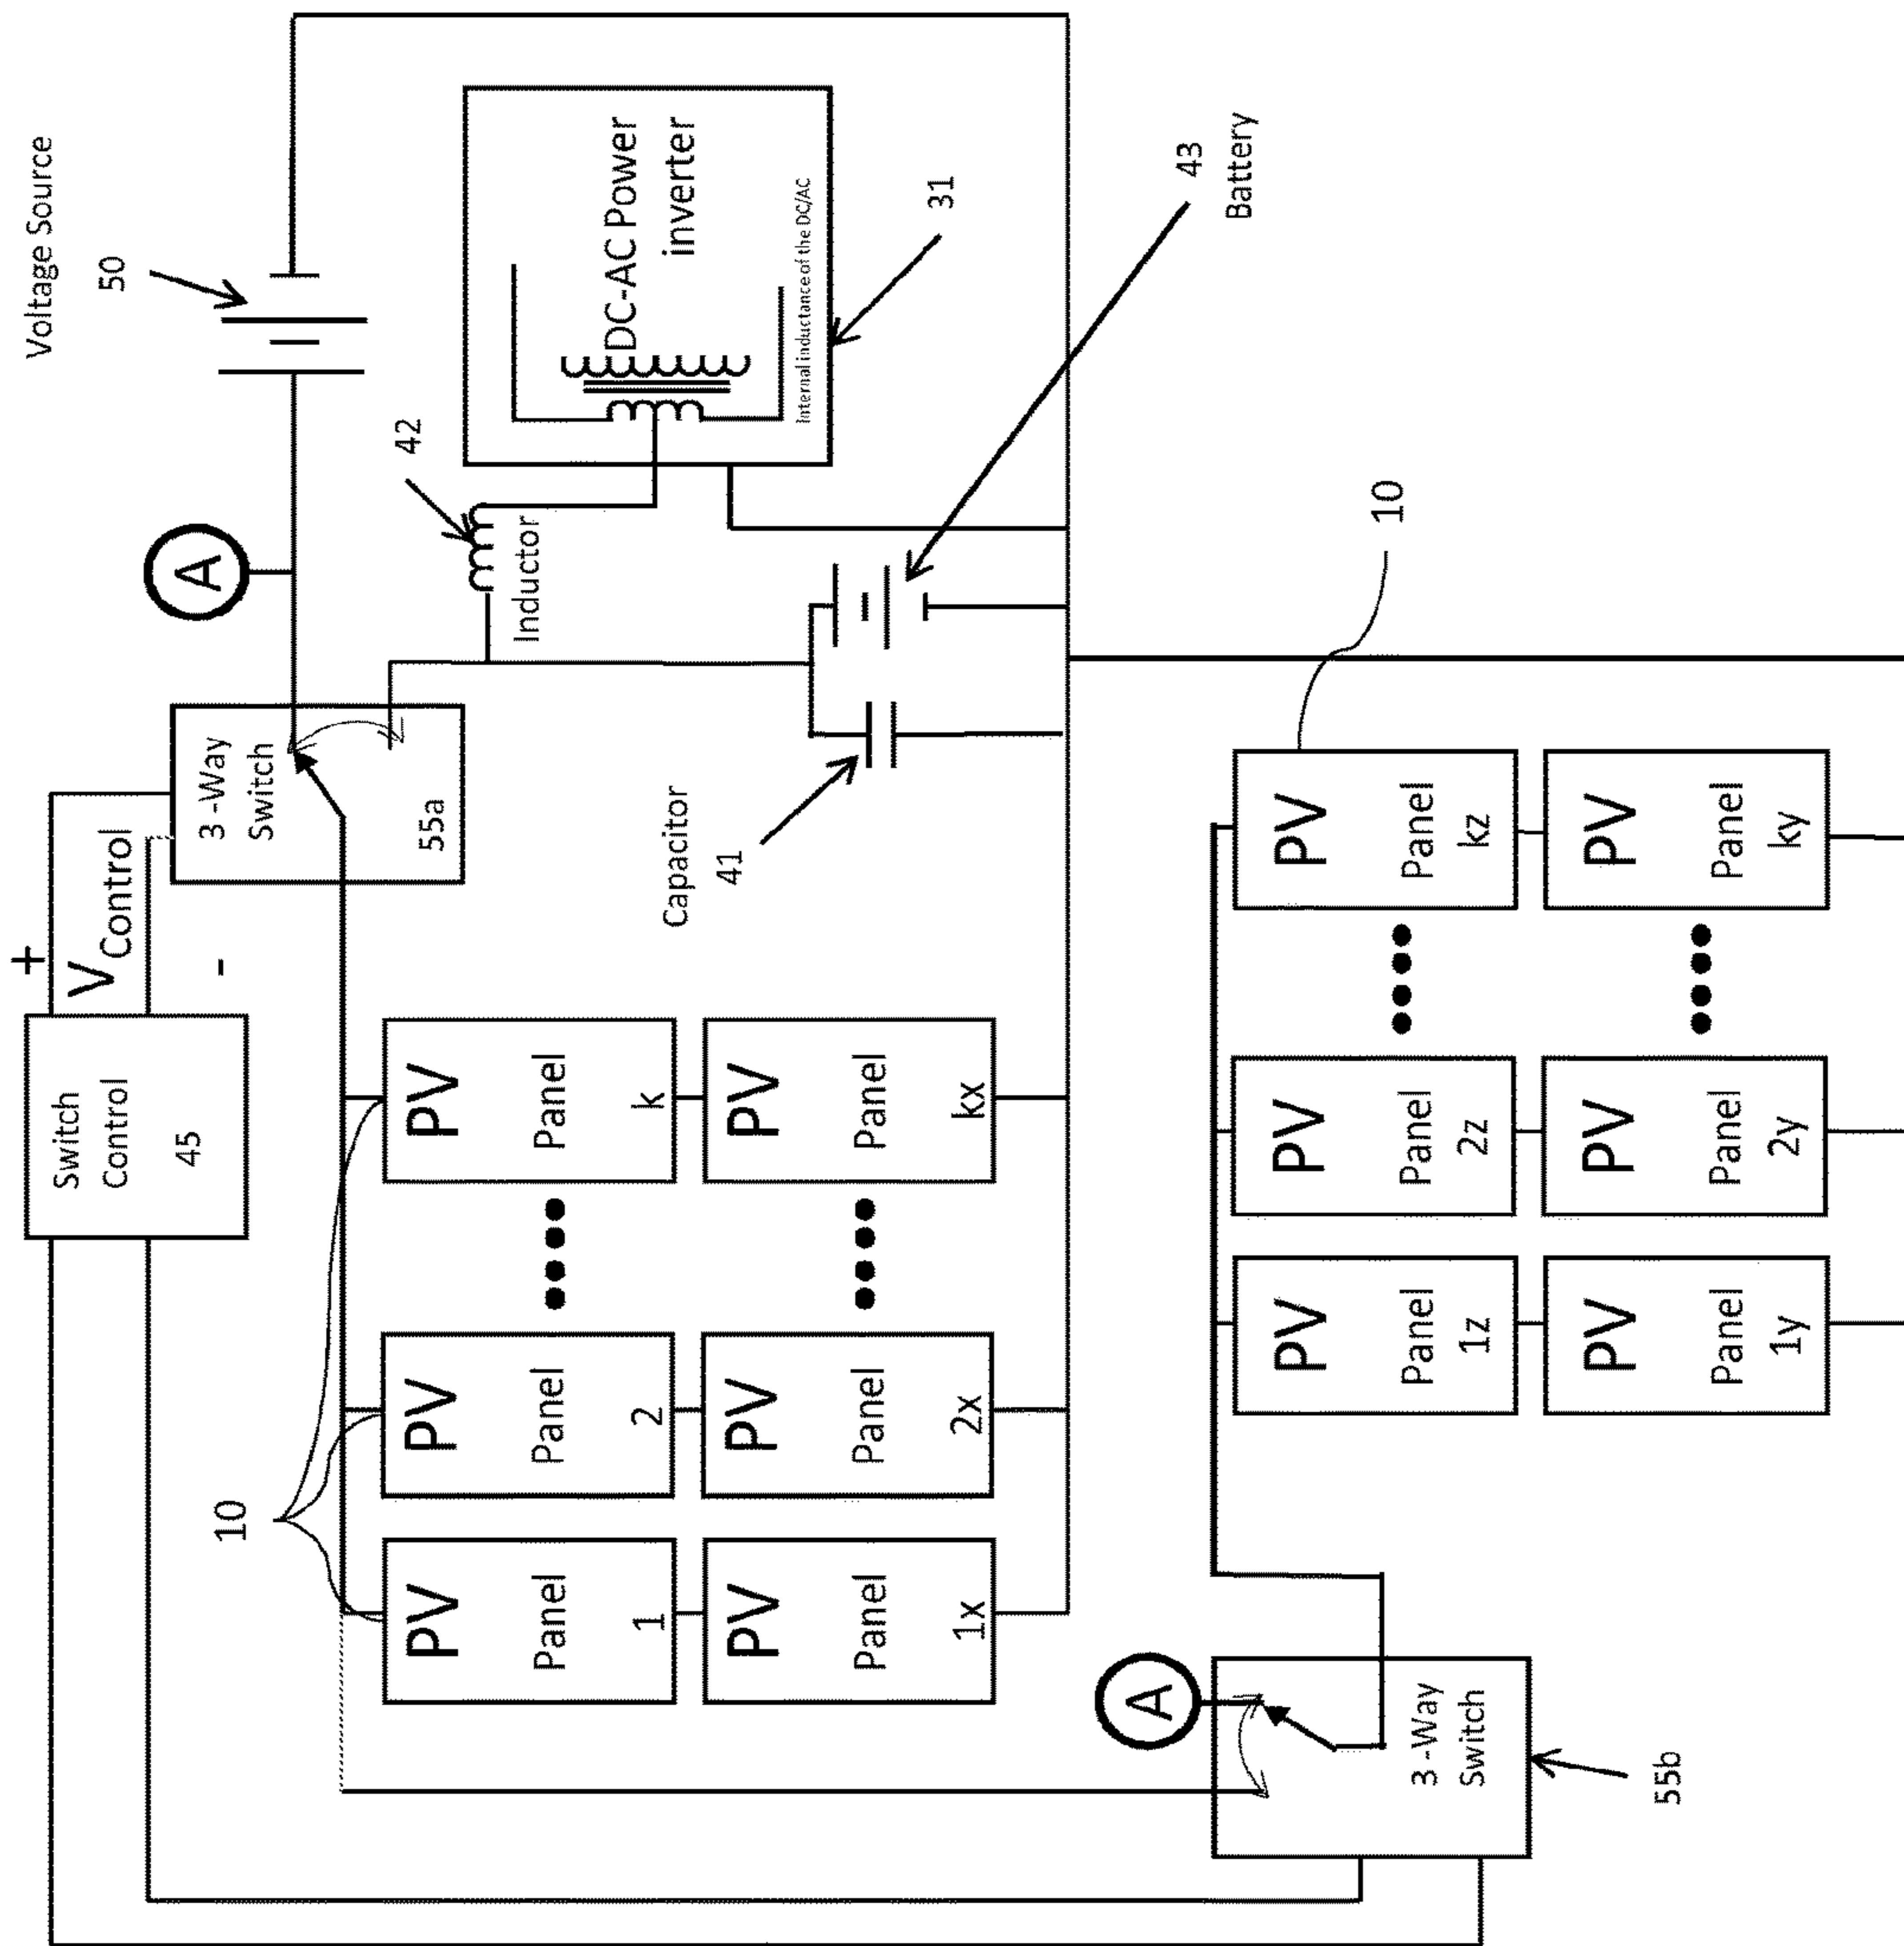 Voltage Source
50
A
3 -Way
Switch
55a
+
VControl
-
Switch
Control
45
DC-AC Power
inverter
Internal inductance of the DC/AC
31
42
Inductor
43
Battery
Capacitor
41
10
PV
Panel
1
PV
Panel
2
PV
Panel
k
PV
Panel
1x
PV
Panel
2x
PV
Panel
kx
10
PV
Panel
1z
PV
Panel
2z
PV
Panel
kz
PV
Panel
1y
PV
Panel
2y
PV
Panel
ky
A
3 -Way
Switch
55b